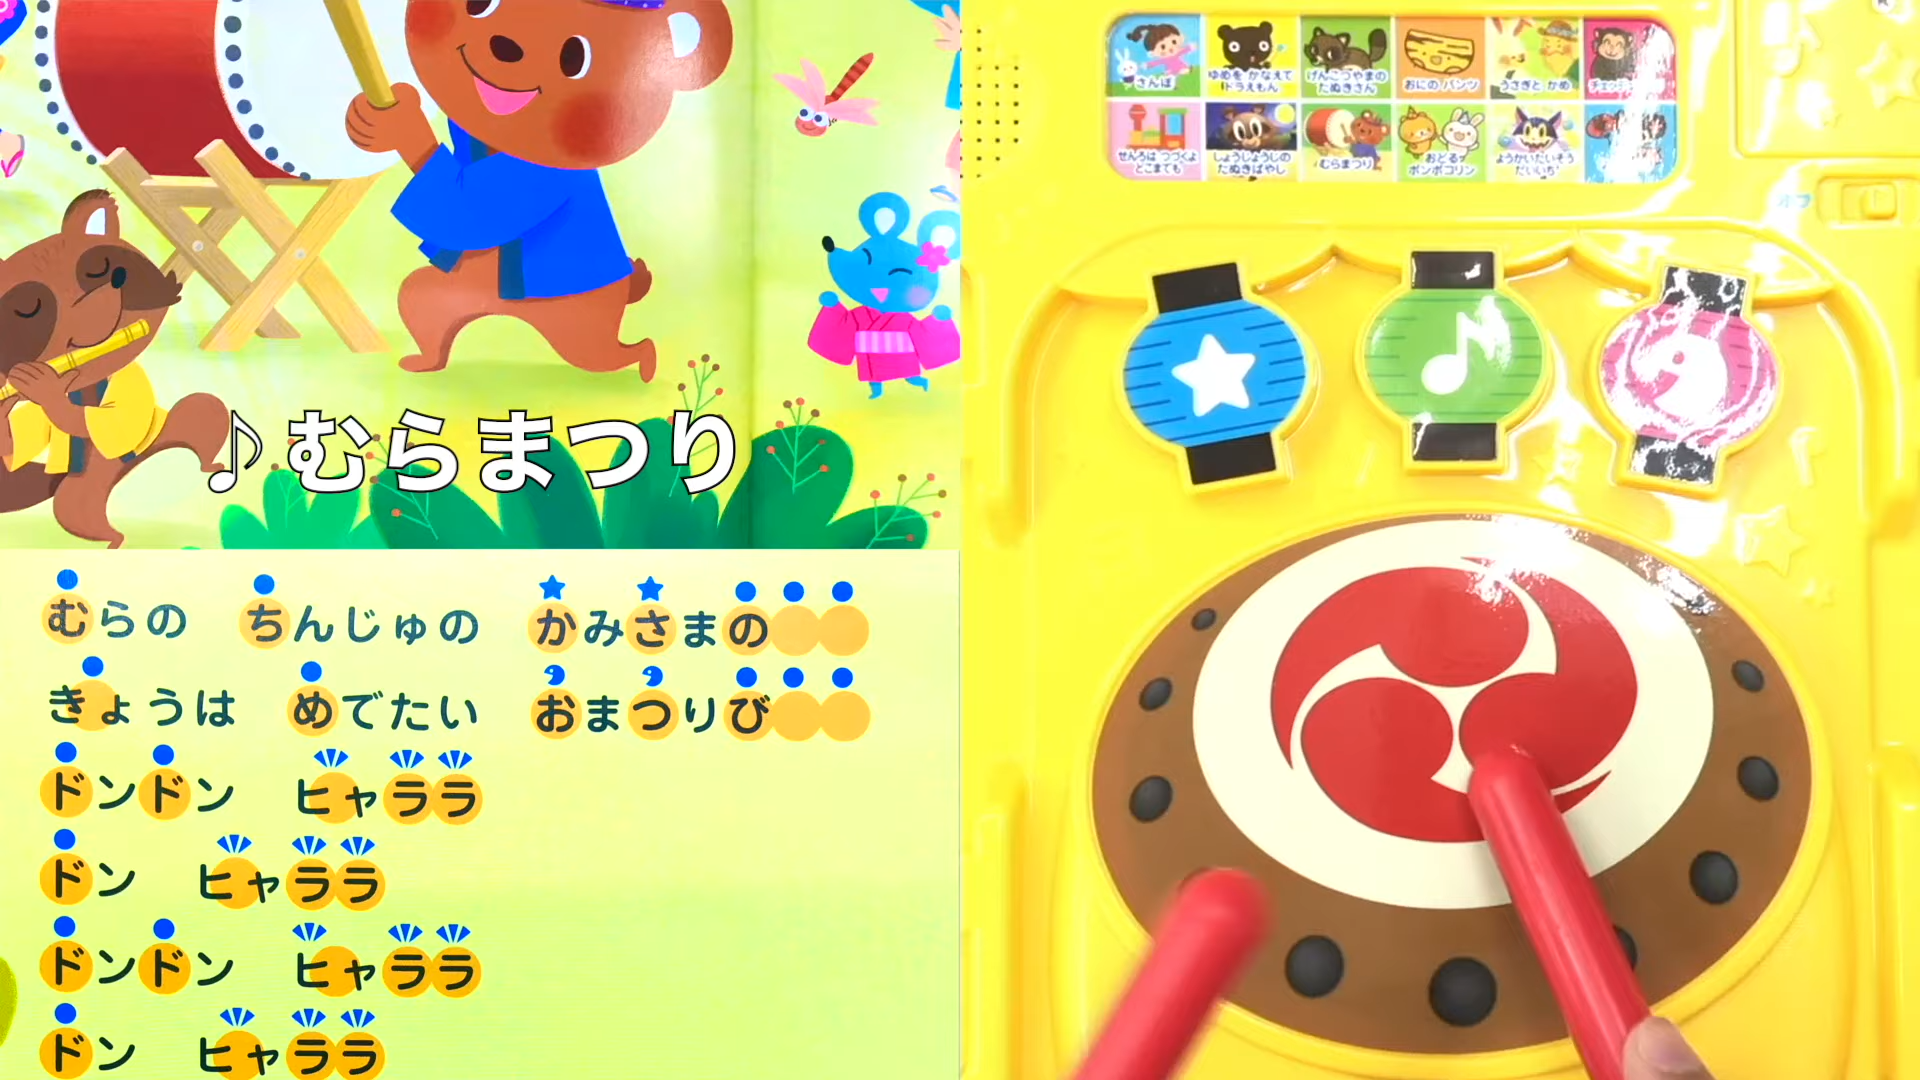 ♪むらまつり
むらの ちんじゅの かみさまの
きょうは めでたい おまつりび
ドンドン ヒャララ
ドン ヒャララ
ドンドン ヒャララ
ドン ヒャララ
さんぽ
ゆめを かなえて
ドラえもん
げんこつやまの
たぬきさん
おにの パンツ
うさぎと かめ
せんろは つづくよ
どこまでも
しょうじょうじの
たぬきばやし
むらまつり
おどる
ポンポコリン
ようかいたいそう
だいいち
オフ